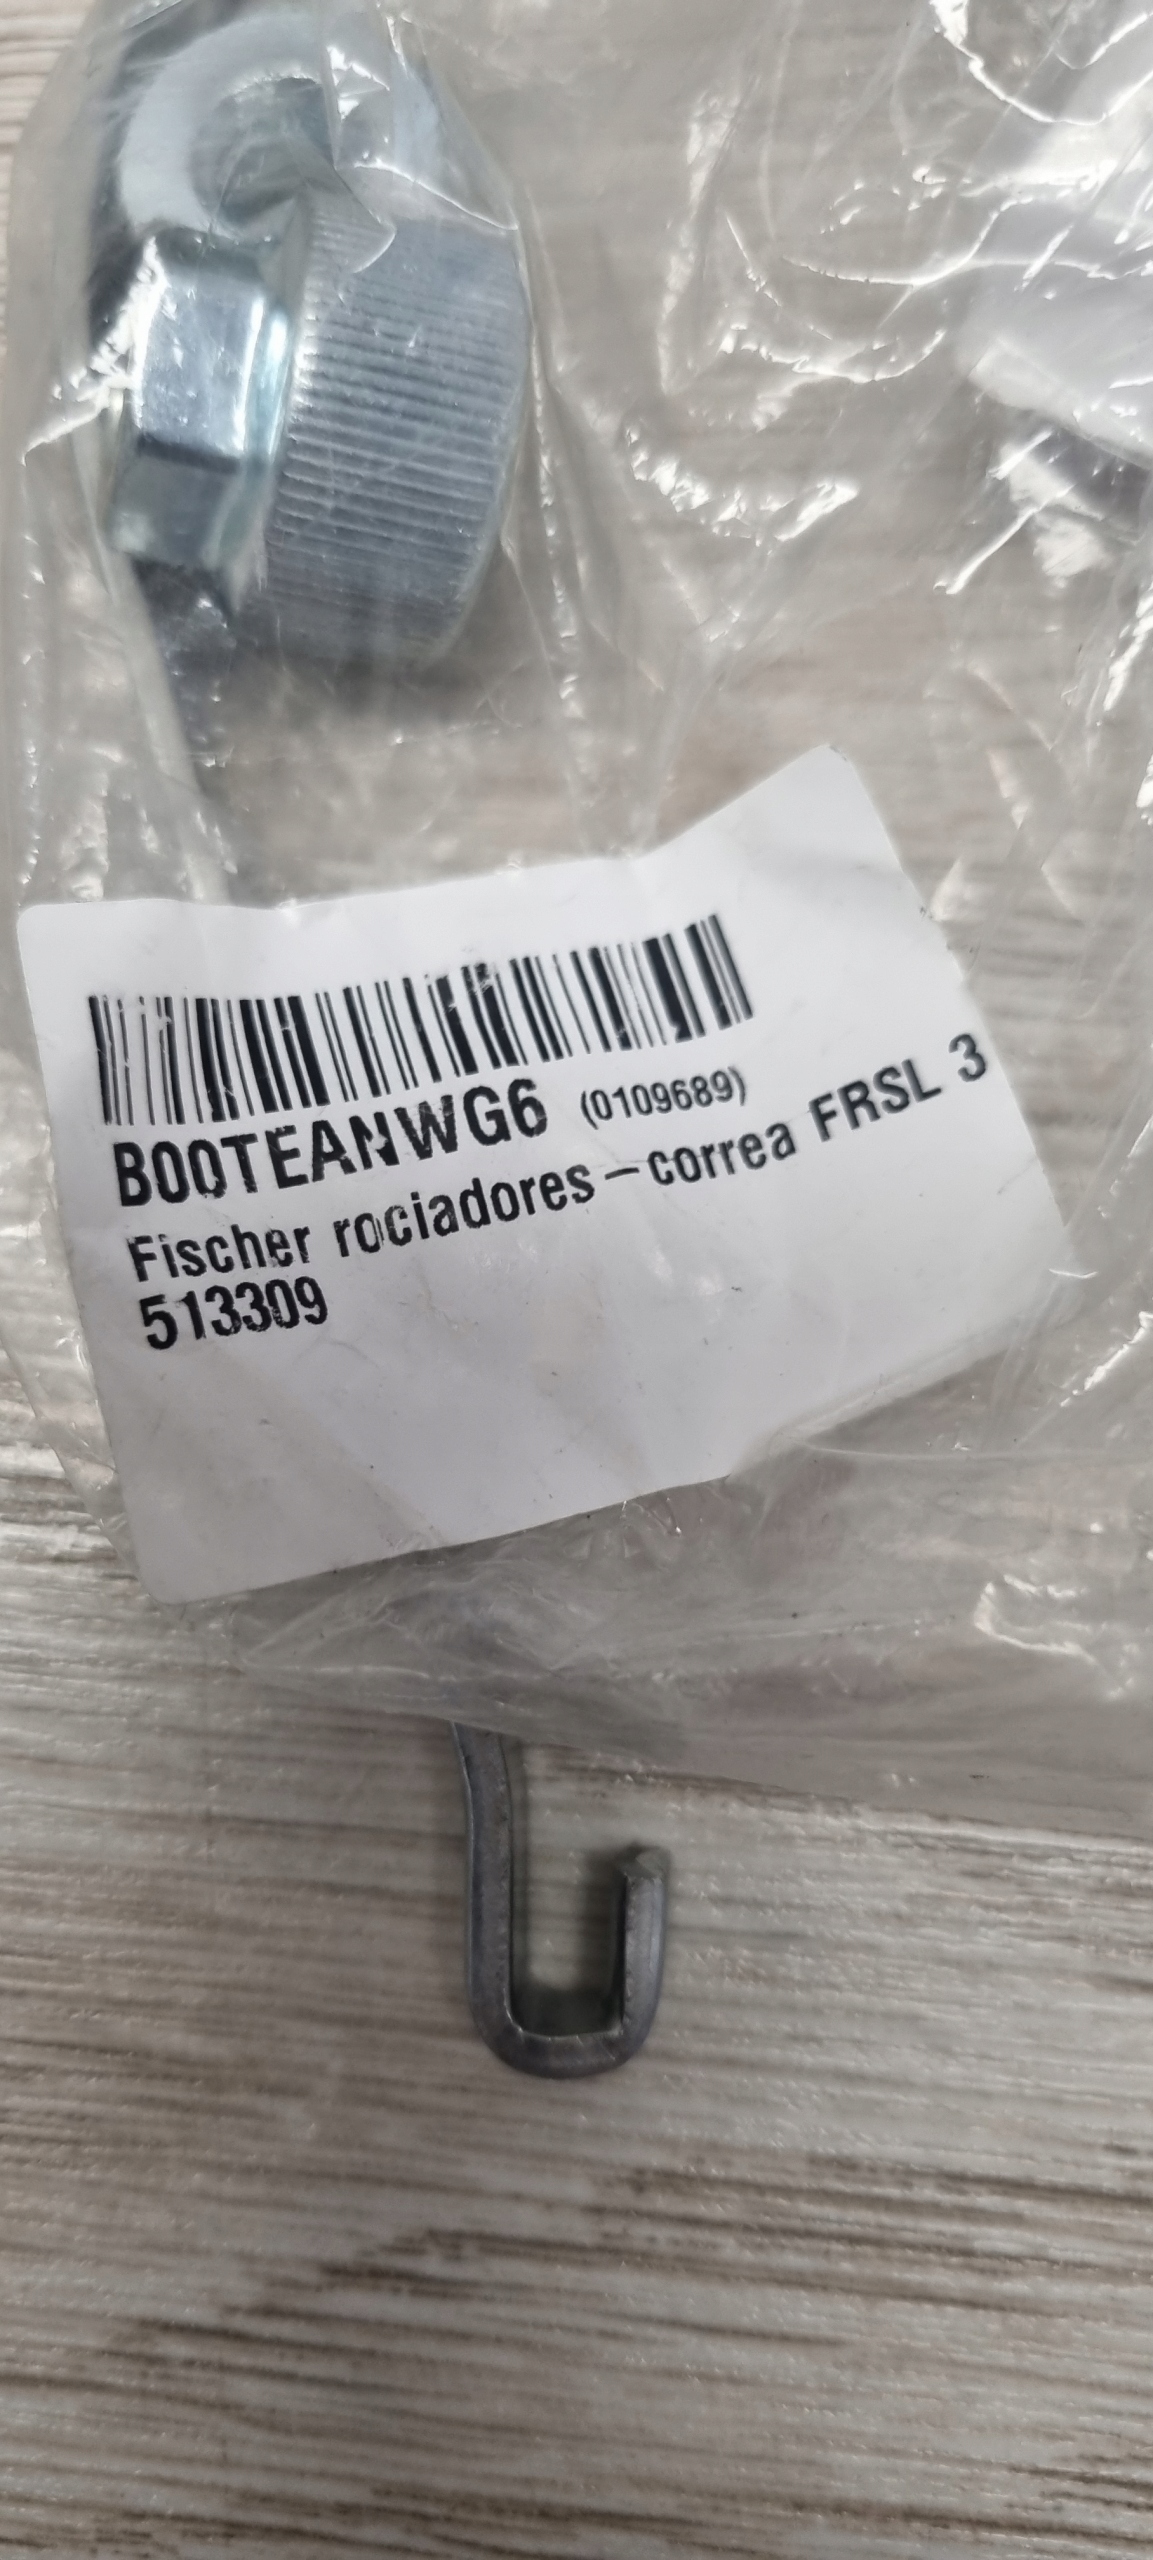 B00TEANWG6 (0109689)
Fischer rociadores – correa FRSL 3
513309